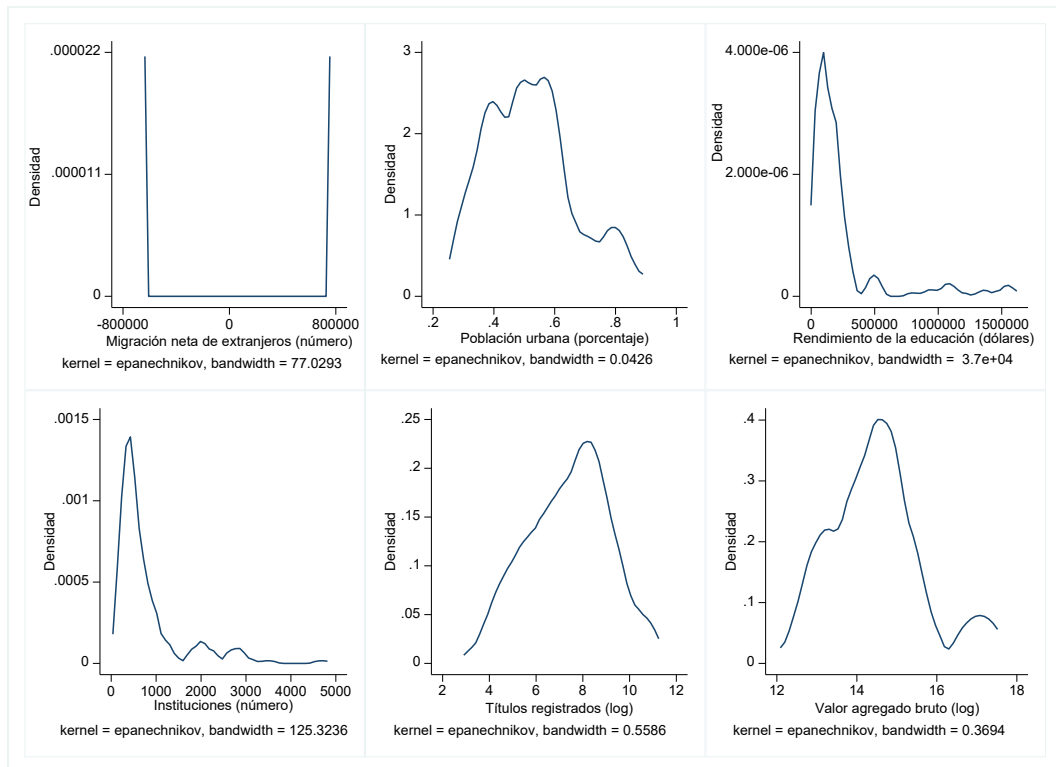 .000022
.000011
0
Densidad
-800000 0 800000
Migración neta de extranjeros (número)
kernel = epanechnikov, bandwidth = 77.0293
3
2
1
0
Densidad
.2 .4 .6 .8 1
Población urbana (porcentaje)
kernel = epanechnikov, bandwidth = 0.0426
4.000e-06
2.000e-06
0
Densidad
0 500000 1000000 1500000
Rendimiento de la educación (dólares)
kernel = epanechnikov, bandwidth = 3.7e+04
.0015
.001
.0005
0
Densidad
0 1000 2000 3000 4000 5000
Instituciones (número)
kernel = epanechnikov, bandwidth = 125.3236
.25
.2
.15
.1
.05
0
Densidad
2 4 6 8 10 12
Títulos registrados (log)
kernel = epanechnikov, bandwidth = 0.5586
.4
.3
.2
.1
0
Densidad
12 14 16 18
Valor agregado bruto (log)
kernel = epanechnikov, bandwidth = 0.3694